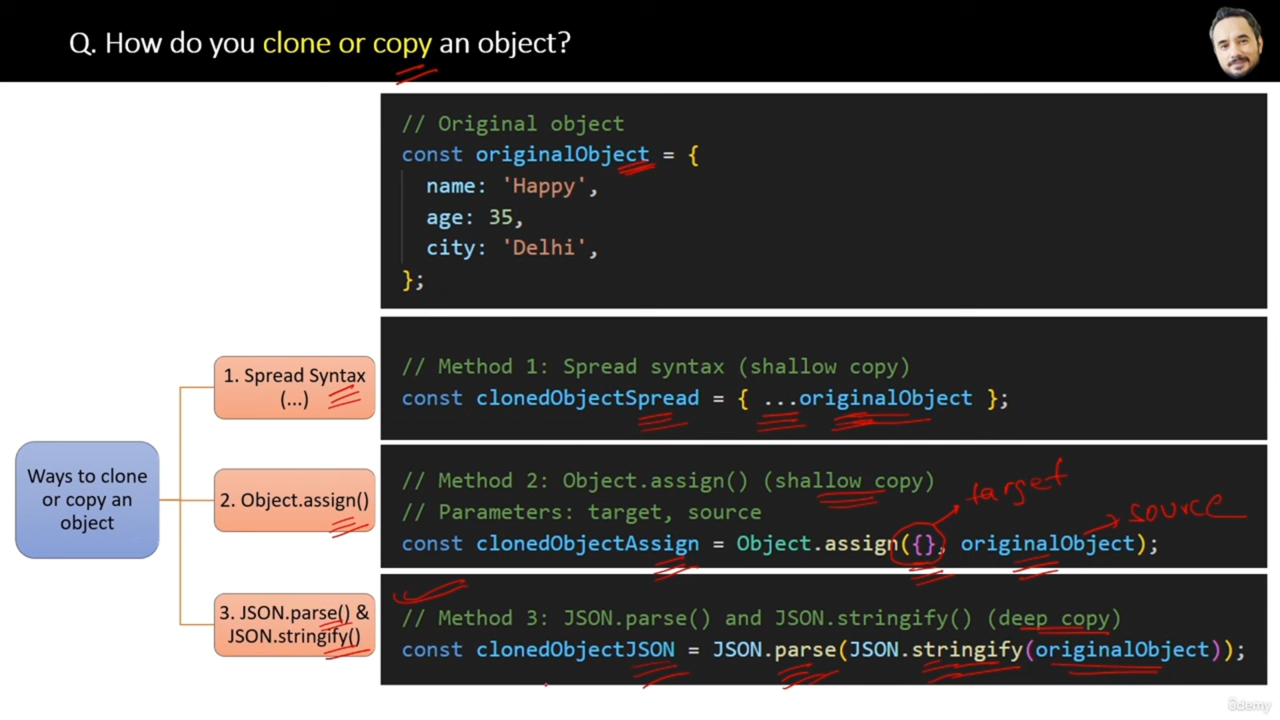 Q. How do you clone or copy an object?
// Original object
const originalObject = {
name: 'Happy',
age: 35,
city: 'Delhi',
};
Ways to clone
or copy an
object
1. Spread Syntax
(...)
// Method 1: Spread syntax (shallow copy)
const clonedObjectSpread = { ...originalObject };
2. Object.assign()
// Method 2: Object.assign() (shallow copy)
// Parameters: target, source
const clonedObjectAssign = Object.assign({}, originalObject);
target
source
3. JSON.parse() &
JSON.stringify()
// Method 3: JSON.parse() and JSON.stringify() (deep copy)
const clonedObjectJSON = JSON.parse(JSON.stringify(originalObject));
ûdemy